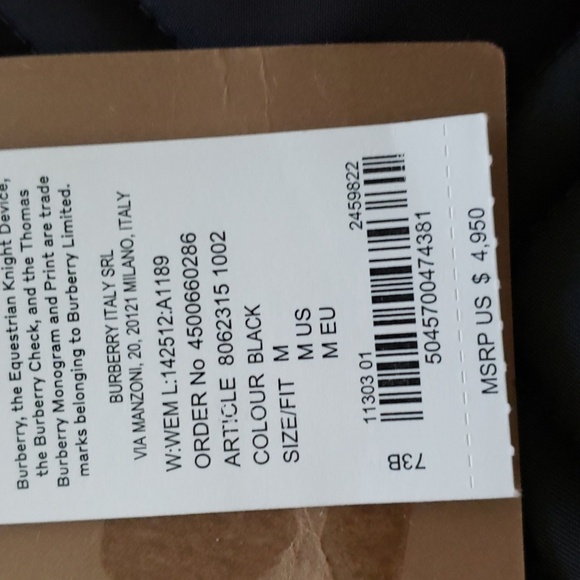 Burberry, the Equestrian Knight Device,
the Burberry Check, and the Thomas
Burberry Monogram and Print are trade
marks belonging to Burberry Limited.
BURBERRY ITALY SRL
VIA MANZONI, 20, 20121 MILANO, ITALY
W:WEM L:142512:A1189
ORDER No 4500660286
ARTICLE 8062315 1002
COLOUR BLACK
SIZE/FIT M
M US
M EU
11303 01 2459822
5045700474381
73B
MSRP US $ 4,950